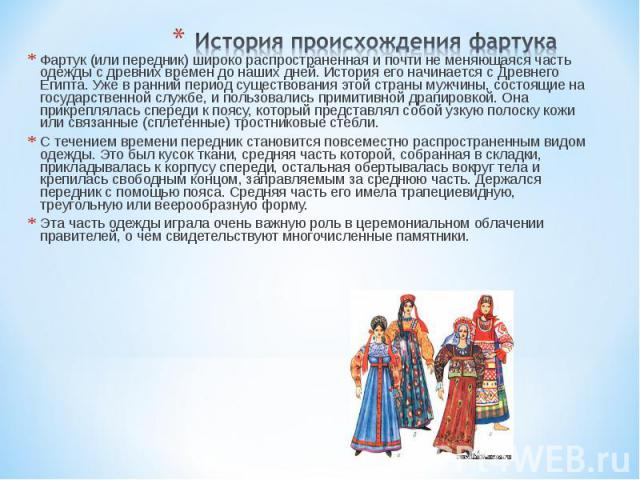 * История происхождения фартука
* Фартук (или передник) широко распространенная и почти не меняющаяся часть
одежды с древних времен до наших дней. История его начинается с Древнего
Египта. Уже в ранний период существования этой страны мужчины, состоящие на
государственной службе, и пользовались примитивной драпировкой. Она
прикреплялась спереди к поясу, который представлял собой узкую полоску кожи
или связанные (сплетённые) тростниковые стебли.
* С течением времени передник становится повсеместно распространенным видом
одежды. Это был кусок ткани, средняя часть которой, собранная в складки,
прикладывалась к корпусу спереди, остальная обертывалась вокруг тела и
крепилась свободным концом, заправляемым за среднюю часть. Держался
передник с помощью пояса. Средняя часть его имела трапециевидную,
треугольную или веерообразную форму.
* Эта часть одежды играла очень важную роль в церемониальном облачении
правителей, о чем свидетельствуют многочисленные памятники.